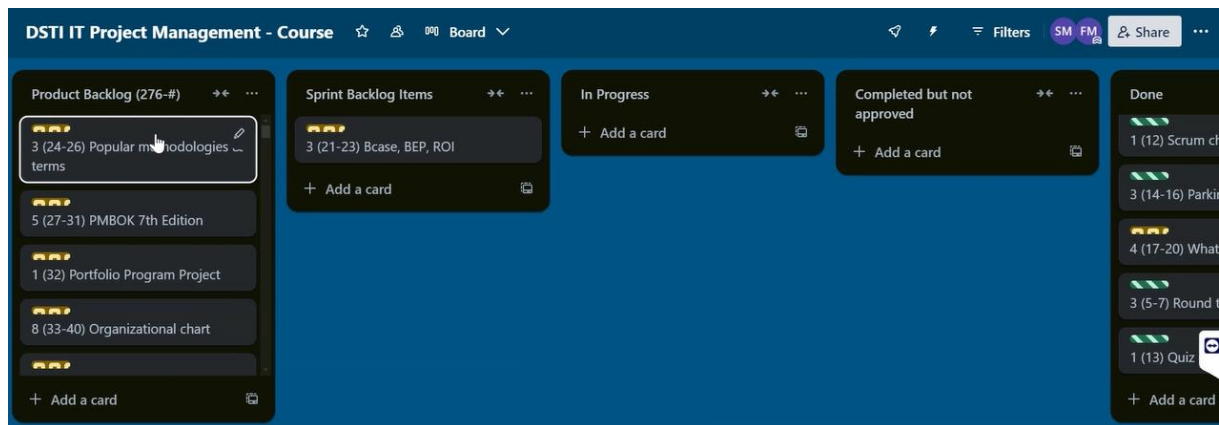 DSTI IT Project Management - Course
Board
Filters
SM
FM
Share
Product Backlog (276-#)
3 (24-26) Popular
terms
5 (27-31) PMBOK 7th Edition
1 (32) Portfolio Program Project
8 (33-40) Organizational chart
+ Add a card
Sprint Backlog Items
3 (21-23) Bcase, BEP, ROI
+ Add a card
In Progress
+ Add a card
Completed but not
approved
+ Add a card
Done
1 (12) Scrum
3 (14-16)
4 (17-20) What
3 (5-7) Round
1 (13) Quiz
+ Add a card